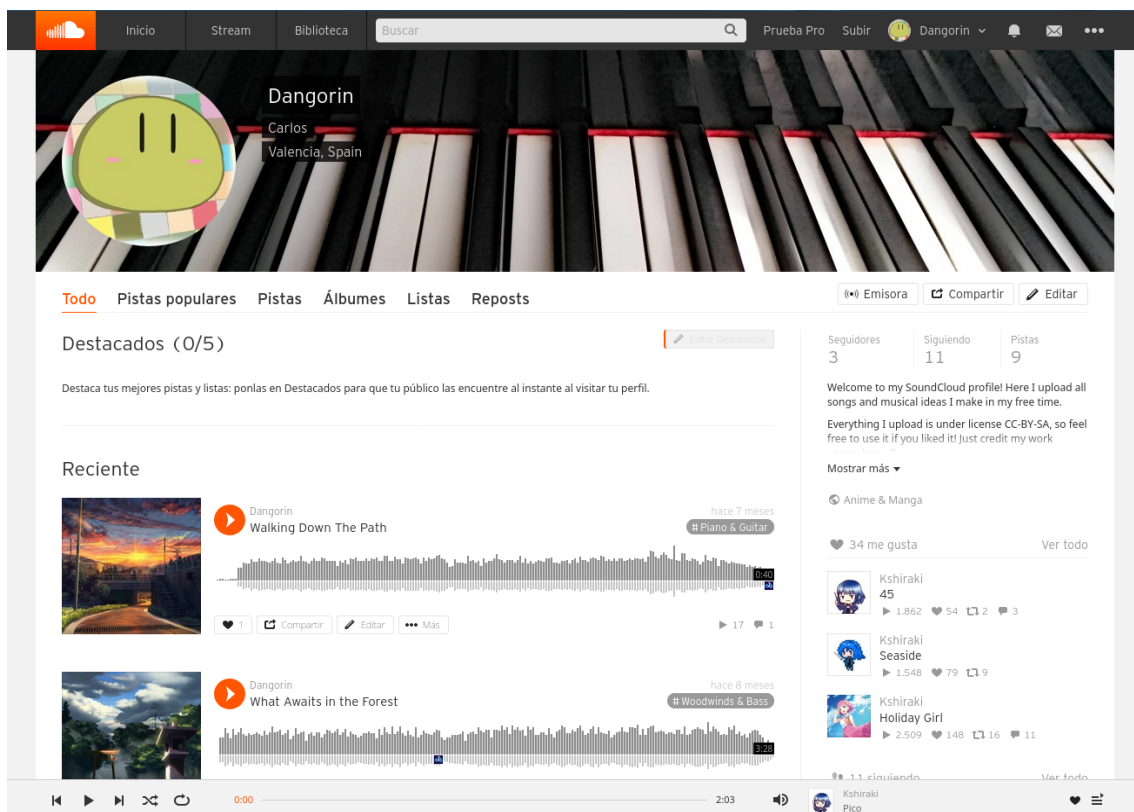 Inicio
Stream
Biblioteca
Buscar
Prueba Pro
Subir
Dangorin
Dangorin
Carlos
Valencia, Spain
Todo
Pistas populares
Pistas
Álbumes
Listas
Reposts
Emisora
Compartir
Editar
Destacados (0/5)
Editar Destacados
Destaca tus mejores pistas y listas: ponlas en Destacados para que tu público las encuentre al instante al visitar tu perfil.
Reciente
Dangorin
hace 7 meses
Walking Down The Path
# Piano & Guitar
0:40
1
Compartir
Editar
Más
17
1
Dangorin
hace 8 meses
What Awaits in the Forest
# Woodwinds & Bass
3:28
Seguidores
3
Siguiendo
11
Pistas
9
Welcome to my SoundCloud profile! Here I upload all
songs and musical ideas I make in my free time.
Everything I upload is under license CC-BY-SA, so feel
free to use it if you liked it! Just credit my work
Mostrar más
Anime & Manga
34 me gusta
Ver todo
Kshiraki
45
1.862 54 2 3
Kshiraki
Seaside
1.548 79 9
Kshiraki
Holiday Girl
2.509 148 16 11
11 siguiendo
Ver todo
0:00
2:03
Kshiraki
Pico